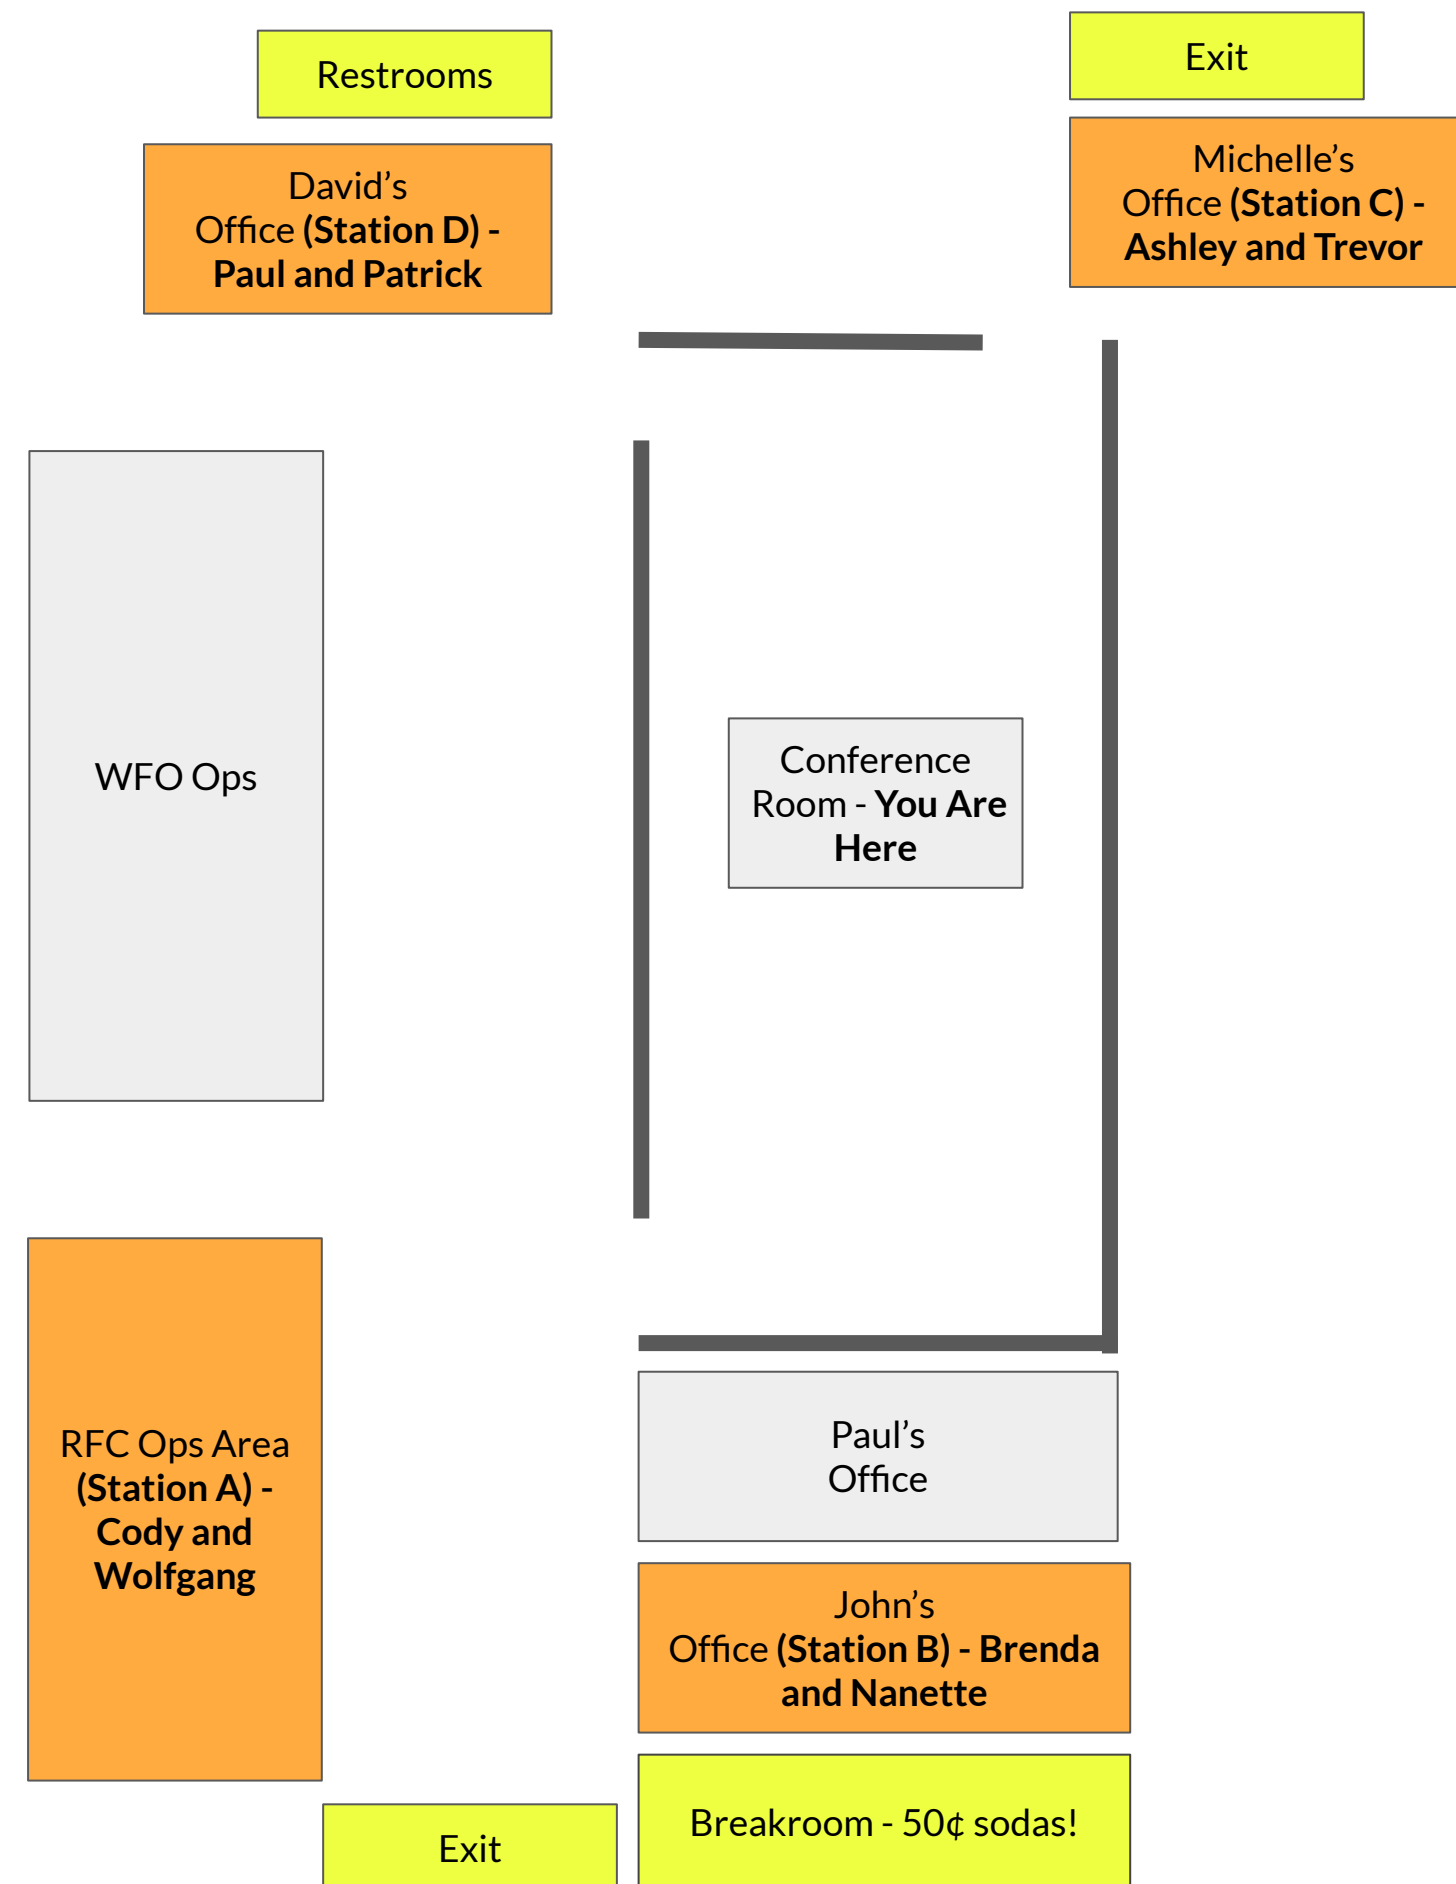 Restrooms
Exit
David’s
Office (Station D) -
Paul and Patrick
Michelle’s
Office (Station C) -
Ashley and Trevor
WFO Ops
Conference
Room - You Are
Here
RFC Ops Area
(Station A) -
Cody and
Wolfgang
Paul’s
Office
John’s
Office (Station B) - Brenda
and Nanette
Exit
Breakroom - 50¢ sodas!